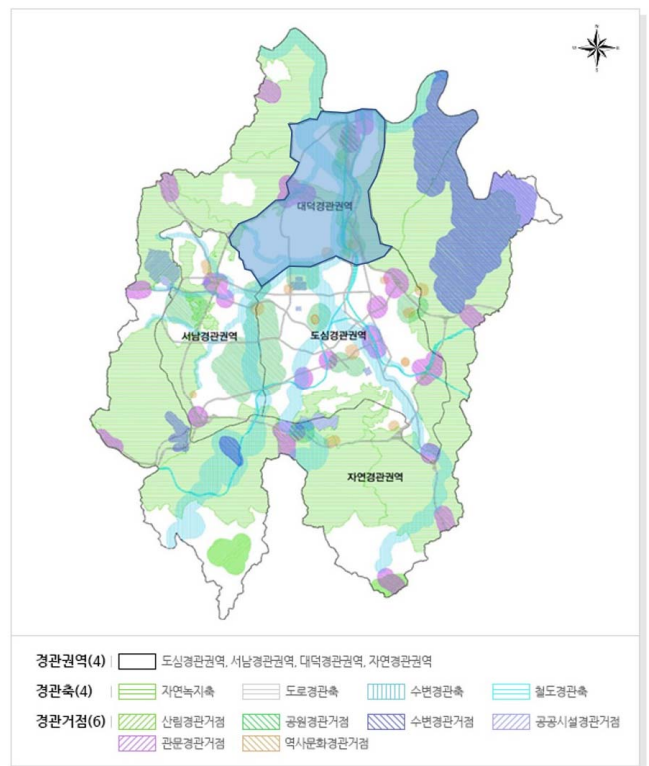 N
대덕경관권역
서남경관권역
도심경관권역
자연경관권역
경관권역(4) 도심경관권역, 서남경관권역, 대덕경관권역, 자연경관권역
경관축(4) 자연녹지축 도로경관축 수변경관축 철도경관축
경관거점(6) 산림경관거점 공원경관거점 수변경관거점 공공시설경관거점
관문경관거점 역사문화경관거점